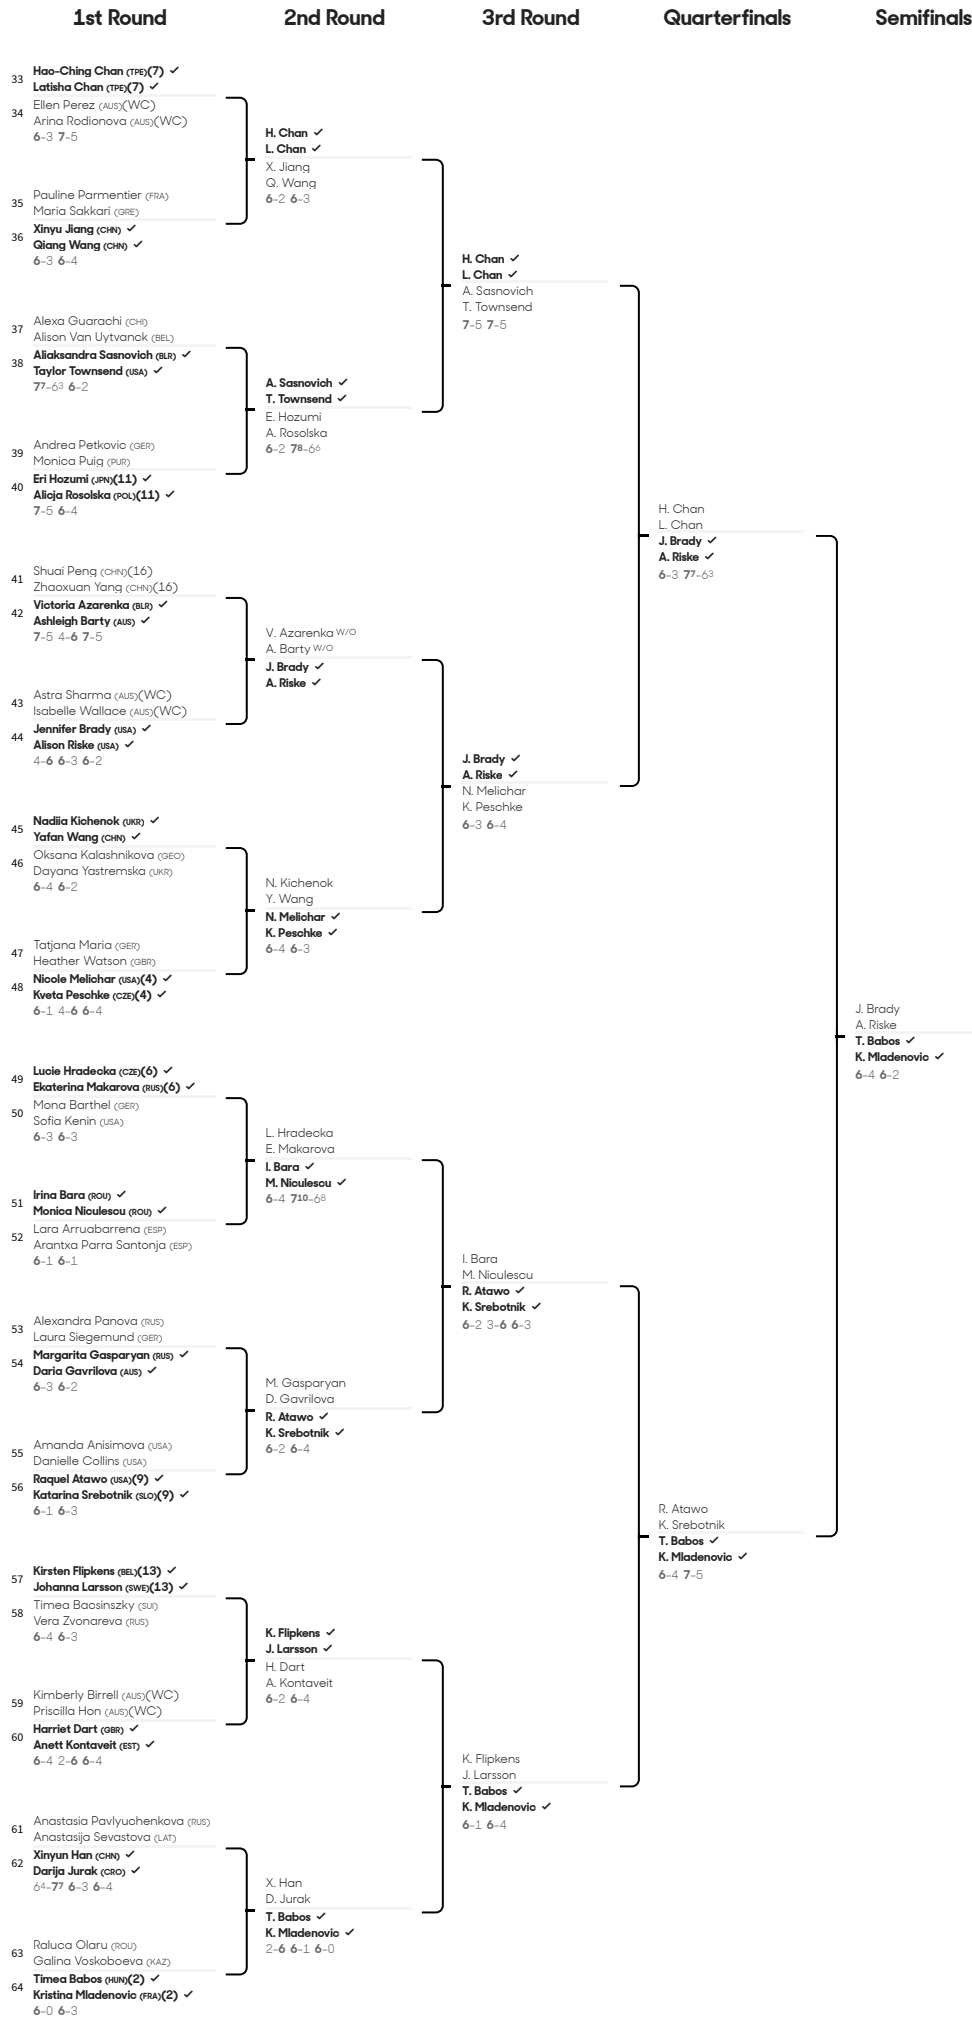 1st Round
2nd Round
3rd Round
Quarterfinals
Semifinals
33
Hao-Ching Chan (TPE)(7) ✓
Latisha Chan (TPE)(7) ✓
34
Ellen Perez (AUS)(WC)
Arina Rodionova (AUS)(WC)
6-3 7-5
35
Pauline Parmentier (FRA)
Maria Sakkari (GRE)
36
Xinyu Jiang (CHN) ✓
Qiang Wang (CHN) ✓
6-3 6-4
37
Alexa Guarachi (CHI)
Alison Van Uytvanck (BEL)
38
Aliaksandra Sasnovich (BLR) ✓
Taylor Townsend (USA) ✓
7⁷-6³ 6-2
39
Andrea Petkovic (GER)
Monica Puig (PUR)
40
Eri Hozumi (JPN)(11) ✓
Alicja Rosolska (POL)(11) ✓
7-5 6-4
41
Shuai Peng (CHN)(16)
Zhaoxuan Yang (CHN)(16)
42
Victoria Azarenka (BLR) ✓
Ashleigh Barty (AUS) ✓
7-5 4-6 7-5
43
Astra Sharma (AUS)(WC)
Isabelle Wallace (AUS)(WC)
44
Jennifer Brady (USA) ✓
Alison Riske (USA) ✓
4-6 6-3 6-2
45
Nadiia Kichenok (UKR) ✓
Yafan Wang (CHN) ✓
46
Oksana Kalashnikova (GEO)
Dayana Yastremska (UKR)
6-4 6-2
47
Tatjana Maria (GER)
Heather Watson (GBR)
48
Nicole Melichar (USA)(4) ✓
Kveta Peschke (CZE)(4) ✓
6-1 4-6 6-4
49
Lucie Hradecka (CZE)(6) ✓
Ekaterina Makarova (RUS)(6) ✓
50
Mona Barthel (GER)
Sofia Kenin (USA)
6-3 6-3
51
Irina Bara (ROU) ✓
Monica Niculescu (ROU) ✓
52
Lara Arruabarrena (ESP)
Arantxa Parra Santonja (ESP)
6-1 6-1
53
Alexandra Panova (RUS)
Laura Siegemund (GER)
54
Margarita Gasparyan (RUS) ✓
Daria Gavrilova (AUS) ✓
6-3 6-2
55
Amanda Anisimova (USA)
Danielle Collins (USA)
56
Raquel Atawo (USA)(9) ✓
Katarina Srebotnik (SLO)(9) ✓
6-1 6-3
57
Kirsten Flipkens (BEL)(13) ✓
Johanna Larsson (SWE)(13) ✓
58
Timea Bacsinszky (SUI)
Vera Zvonareva (RUS)
6-4 6-3
59
Kimberly Birrell (AUS)(WC)
Priscilla Hon (AUS)(WC)
60
Harriet Dart (GBR) ✓
Anett Kontaveit (EST) ✓
6-4 2-6 6-4
61
Anastasia Pavlyuchenkova (RUS)
Anastasija Sevastova (LAT)
62
Xinyun Han (CHN) ✓
Darija Jurak (CRO) ✓
6⁴-7⁷ 6-3 6-4
63
Raluca Olaru (ROU)
Galina Voskoboeva (KAZ)
64
Timea Babos (HUN)(2) ✓
Kristina Mladenovic (FRA)(2) ✓
6-0 6-3
H. Chan ✓
L. Chan ✓
X. Jiang
Q. Wang
6-2 6-3
A. Sasnovich ✓
T. Townsend ✓
E. Hozumi
A. Rosolska
6-2 7⁸-6⁶
V. Azarenka W/O
A. Barty W/O
J. Brady ✓
A. Riske ✓
N. Kichenok
Y. Wang
N. Melichar ✓
K. Peschke ✓
6-4 6-3
L. Hradecka
E. Makarova
I. Bara ✓
M. Niculescu ✓
6-4 7¹⁰-6⁸
M. Gasparyan
D. Gavrilova
R. Atawo ✓
K. Srebotnik ✓
6-2 6-4
K. Flipkens ✓
J. Larsson ✓
H. Dart
A. Kontaveit
6-2 6-4
X. Han
D. Jurak
T. Babos ✓
K. Mladenovic ✓
2-6 6-1 6-0
H. Chan ✓
L. Chan ✓
A. Sasnovich
T. Townsend
7-5 7-5
J. Brady ✓
A. Riske ✓
N. Melichar
K. Peschke
6-3 6-4
I. Bara
M. Niculescu
R. Atawo ✓
K. Srebotnik ✓
6-2 3-6 6-3
K. Flipkens
J. Larsson
T. Babos ✓
K. Mladenovic ✓
6-1 6-4
H. Chan
L. Chan
J. Brady ✓
A. Riske ✓
6-3 7⁷-6³
R. Atawo
K. Srebotnik
T. Babos ✓
K. Mladenovic ✓
6-4 7-5
J. Brady
A. Riske
T. Babos ✓
K. Mladenovic ✓
6-4 6-2